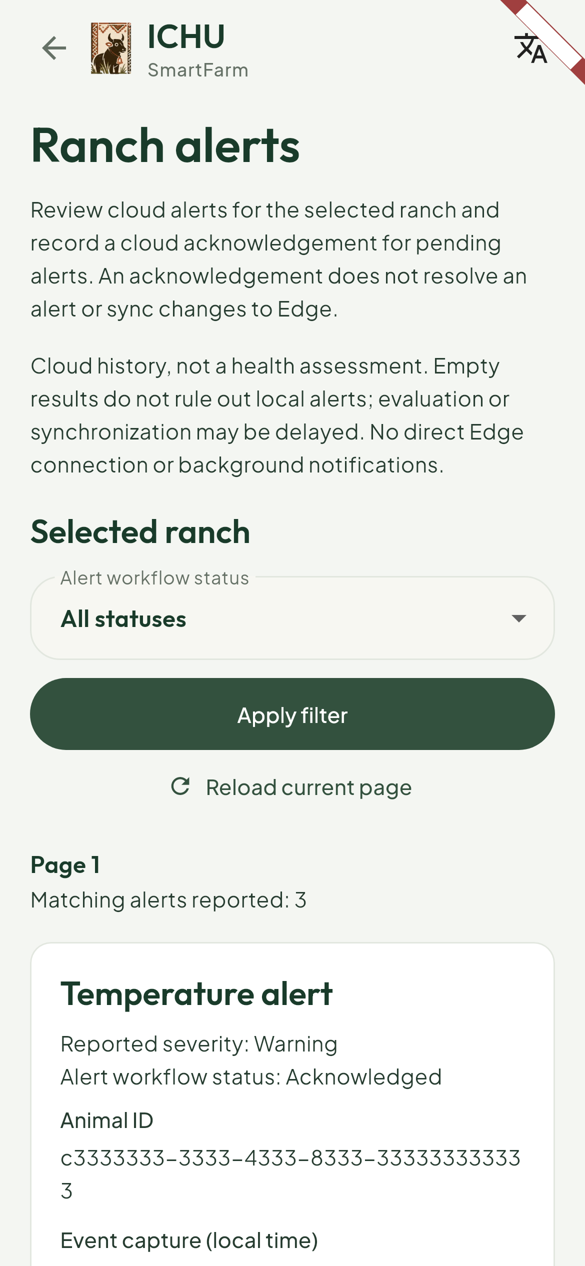 ICHU
SmartFarm
Ranch alerts
Review cloud alerts for the selected ranch and
record a cloud acknowledgement for pending
alerts. An acknowledgement does not resolve an
alert or sync changes to Edge.
Cloud history, not a health assessment. Empty
results do not rule out local alerts; evaluation or
synchronization may be delayed. No direct Edge
connection or background notifications.
Selected ranch
Alert workflow status
All statuses
Apply filter
Reload current page
Page 1
Matching alerts reported: 3
Temperature alert
Reported severity: Warning
Alert workflow status: Acknowledged
Animal ID
c3333333-3333-4333-8333-33333333333
3
Event capture (local time)